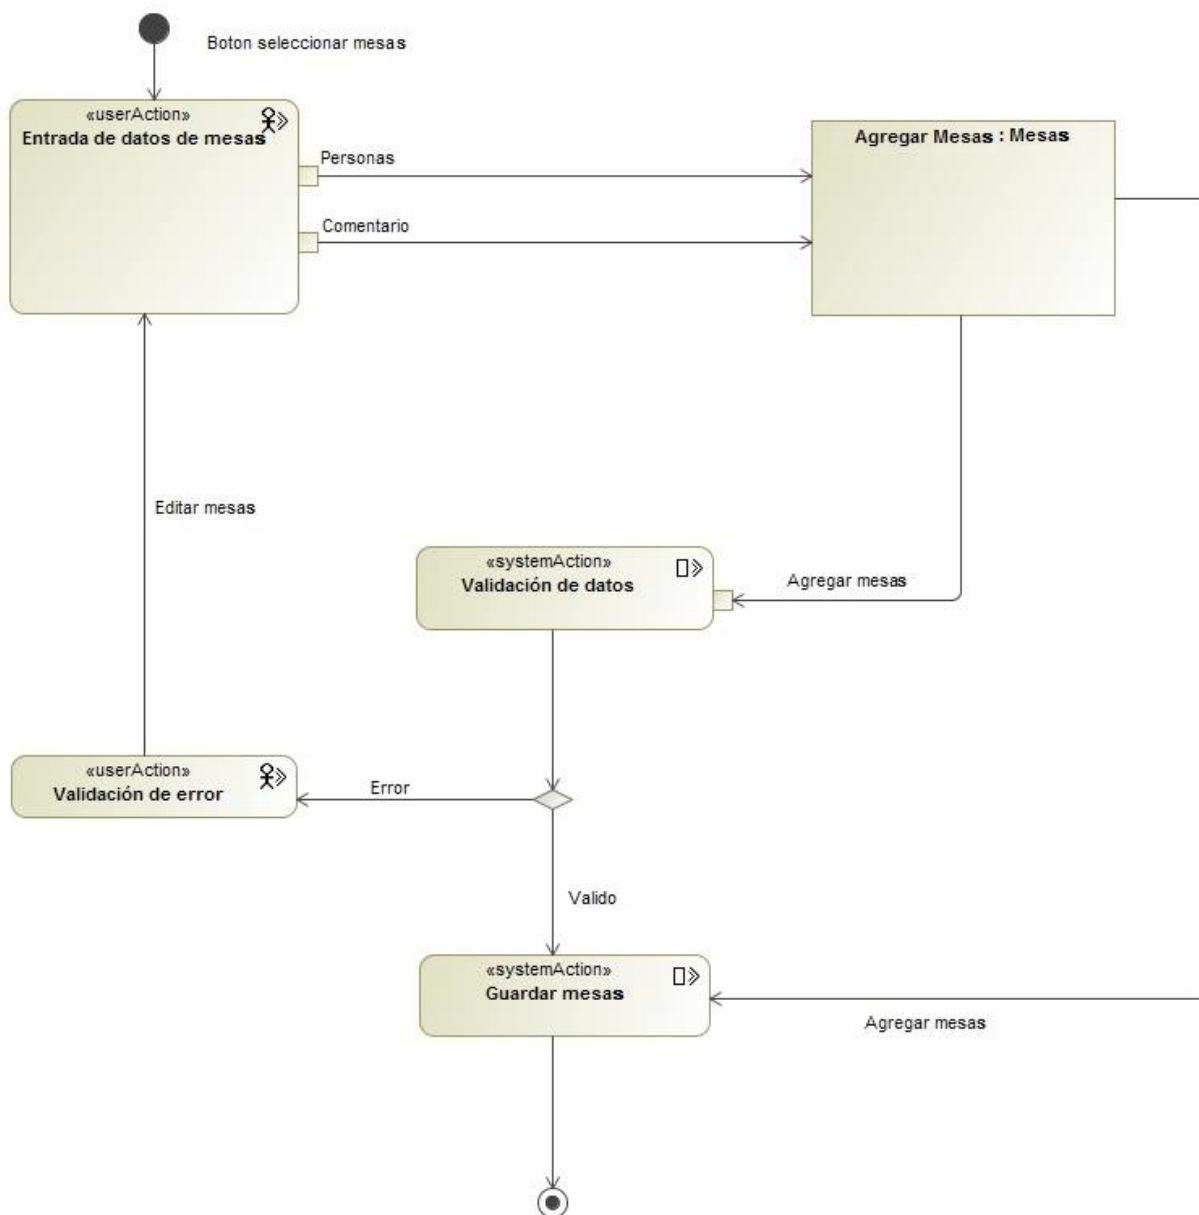 Boton seleccionar mesas
«userAction»
Entrada de datos de mesas
Personas
Comentario
Agregar Mesas : Mesas
Editar mesas
«systemAction»
Validación de datos
Agregar mesas
«userAction»
Validación de error
Error
Valido
«systemAction»
Guardar mesas
Agregar mesas